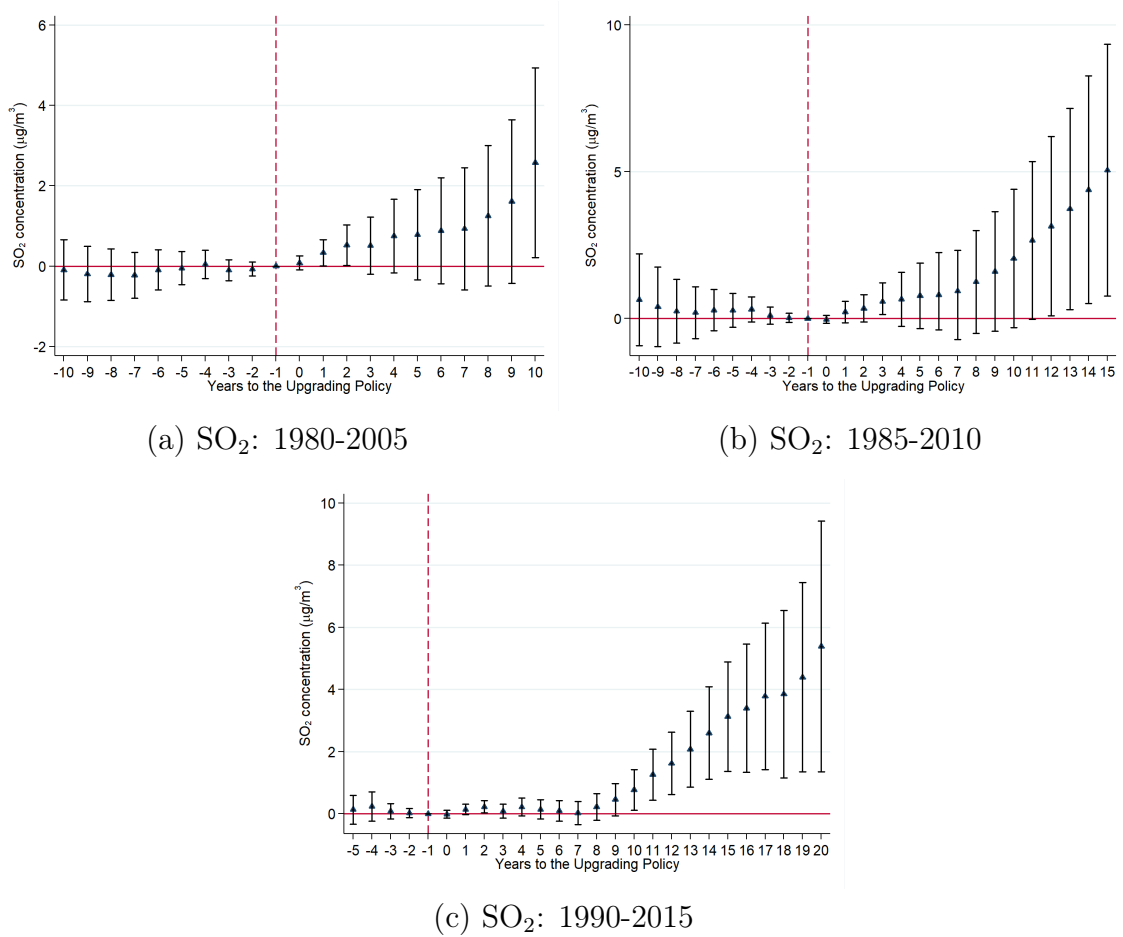 6
4
2
0
-2
SO₂ concentration (μg/m³)
-10 -9 -8 -7 -6 -5 -4 -3 -2 -1 0 1 2 3 4 5 6 7 8 9 10
Years to the Upgrading Policy
(a) SO₂: 1980-2005
10
5
0
SO₂ concentration (μg/m³)
-10 -9 -8 -7 -6 -5 -4 -3 -2 -1 0 1 2 3 4 5 6 7 8 9 10 11 12 13 14 15
Years to the Upgrading Policy
(b) SO₂: 1985-2010
10
8
6
4
2
0
SO₂ concentration (μg/m³)
-5 -4 -3 -2 -1 0 1 2 3 4 5 6 7 8 9 10 11 12 13 14 15 16 17 18 19 20
Years to the Upgrading Policy
(c) SO₂: 1990-2015